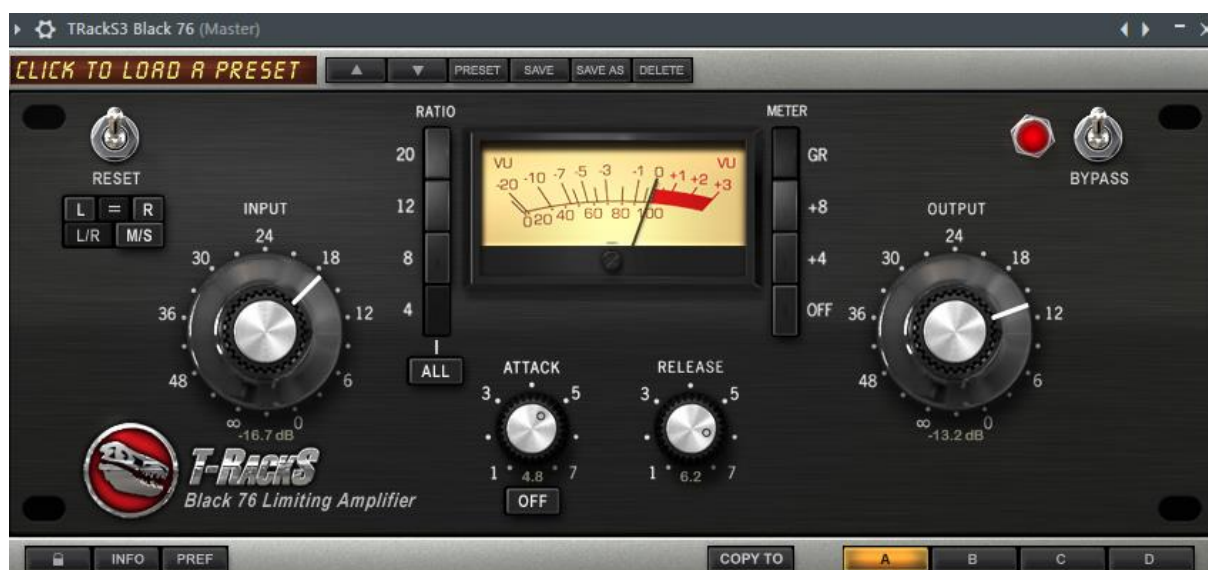 TRackS3 Black 76 (Master)
CLICK TO LOAD A PRESET
PRESET SAVE SAVE AS DELETE
RESET
L = R
L/R M/S
INPUT
24
30 18
36 12
48 6
∞ 0
-16.7 dB
RATIO
20
12
8
4
ALL
VU VU
-20 -10 -7 -5 -3 -1 0 +1 +2 +3
0 20 40 60 80 100
METER
GR
+8
+4
OFF
ATTACK
3 5
1 4.8 7
OFF
RELEASE
3 5
1 6.2 7
BYPASS
OUTPUT
24
30 18
36 12
48 6
∞ 0
-13.2 dB
T-RackS
Black 76 Limiting Amplifier
INFO PREF COPY TO A B C D